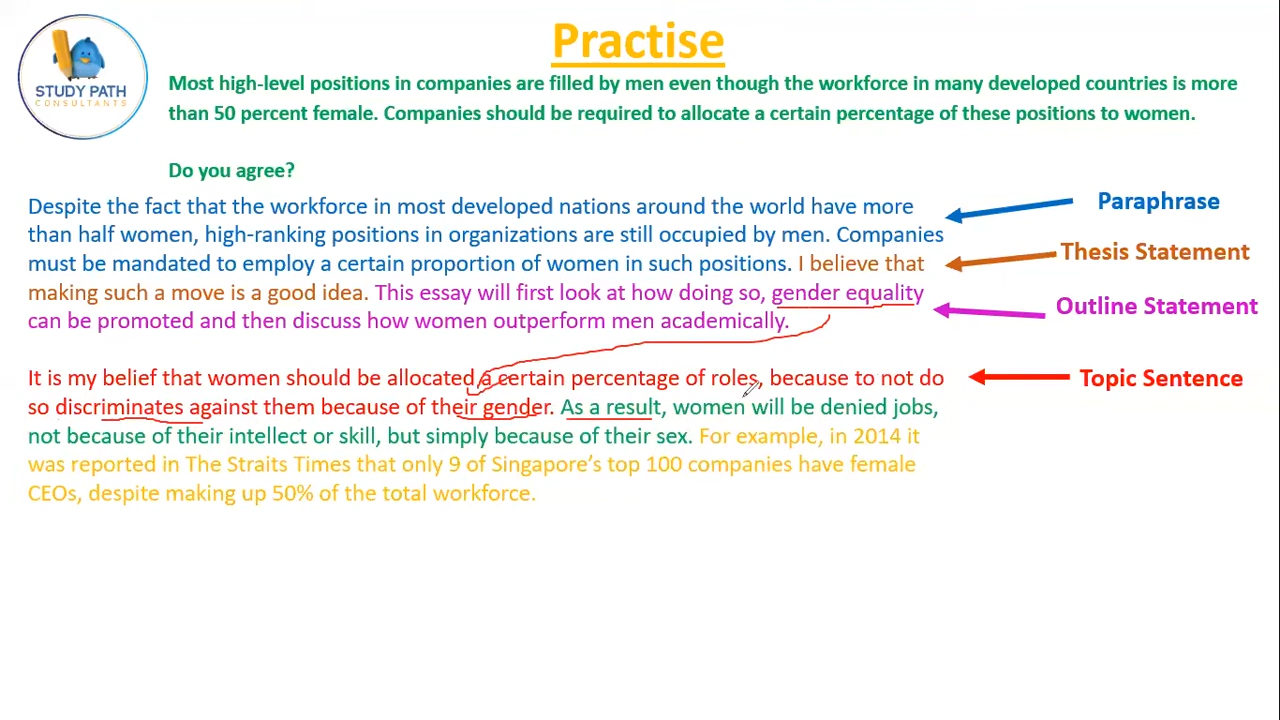 Practise
STUDY PATH
CONSULTANTS
Most high-level positions in companies are filled by men even though the workforce in many developed countries is more
than 50 percent female. Companies should be required to allocate a certain percentage of these positions to women.
Do you agree?
Despite the fact that the workforce in most developed nations around the world have more
than half women, high-ranking positions in organizations are still occupied by men. Companies
must be mandated to employ a certain proportion of women in such positions. I believe that
making such a move is a good idea. This essay will first look at how doing so, gender equality
can be promoted and then discuss how women outperform men academically.
Paraphrase
Thesis Statement
Outline Statement
It is my belief that women should be allocated a certain percentage of roles, because to not do
so discriminates against them because of their gender. As a result, women will be denied jobs,
not because of their intellect or skill, but simply because of their sex. For example, in 2014 it
was reported in The Straits Times that only 9 of Singapore's top 100 companies have female
CEOs, despite making up 50% of the total workforce.
Topic Sentence